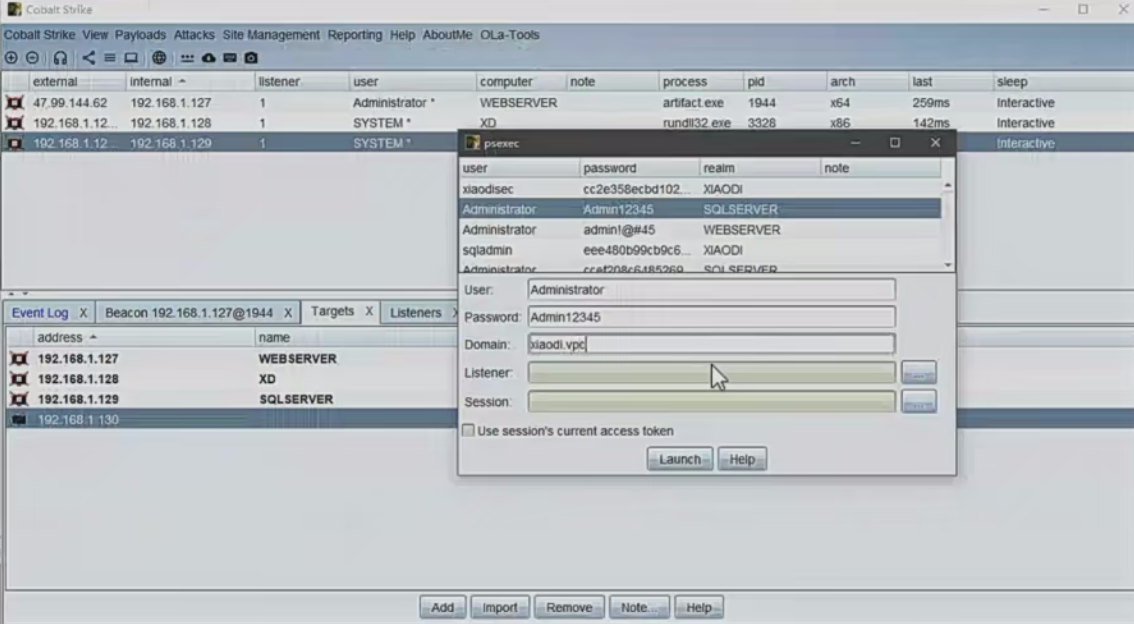 Cobalt Strike
Cobalt Strike View Payloads Attacks Site Management Reporting Help AboutMe OLa-Tools
external internal listener user computer note process pid arch last sleep
47.99.144.62 192.168.1.127 1 Administrator * WEBSERVER artifact.exe 1944 x64 259ms Interactive
192.168.1.12... 192.168.1.128 1 SYSTEM * XD rundll32.exe 3328 x86 142ms Interactive
192.168.1.12... 192.168.1.129 1 SYSTEM * Interactive
psexec
user password realm note
xiaodisec cc2e358ecbd102... XIAODI
Administrator Admin12345 SQLSERVER
Administrator admin!@#45 WEBSERVER
sqladmin eee480b99cb9c6... XIAODI
Administrator ccef208c6485269... SQLSERVER
User: Administrator
Password: Admin12345
Domain: xiaodi.vpc
Listener: ...
Session: ...
Use session's current access token
Launch Help
Event Log X Beacon 192.168.1.127@1944 X Targets X Listeners X
address name
192.168.1.127 WEBSERVER
192.168.1.128 XD
192.168.1.129 SQLSERVER
192.168.1.130
Add Import Remove Note... Help